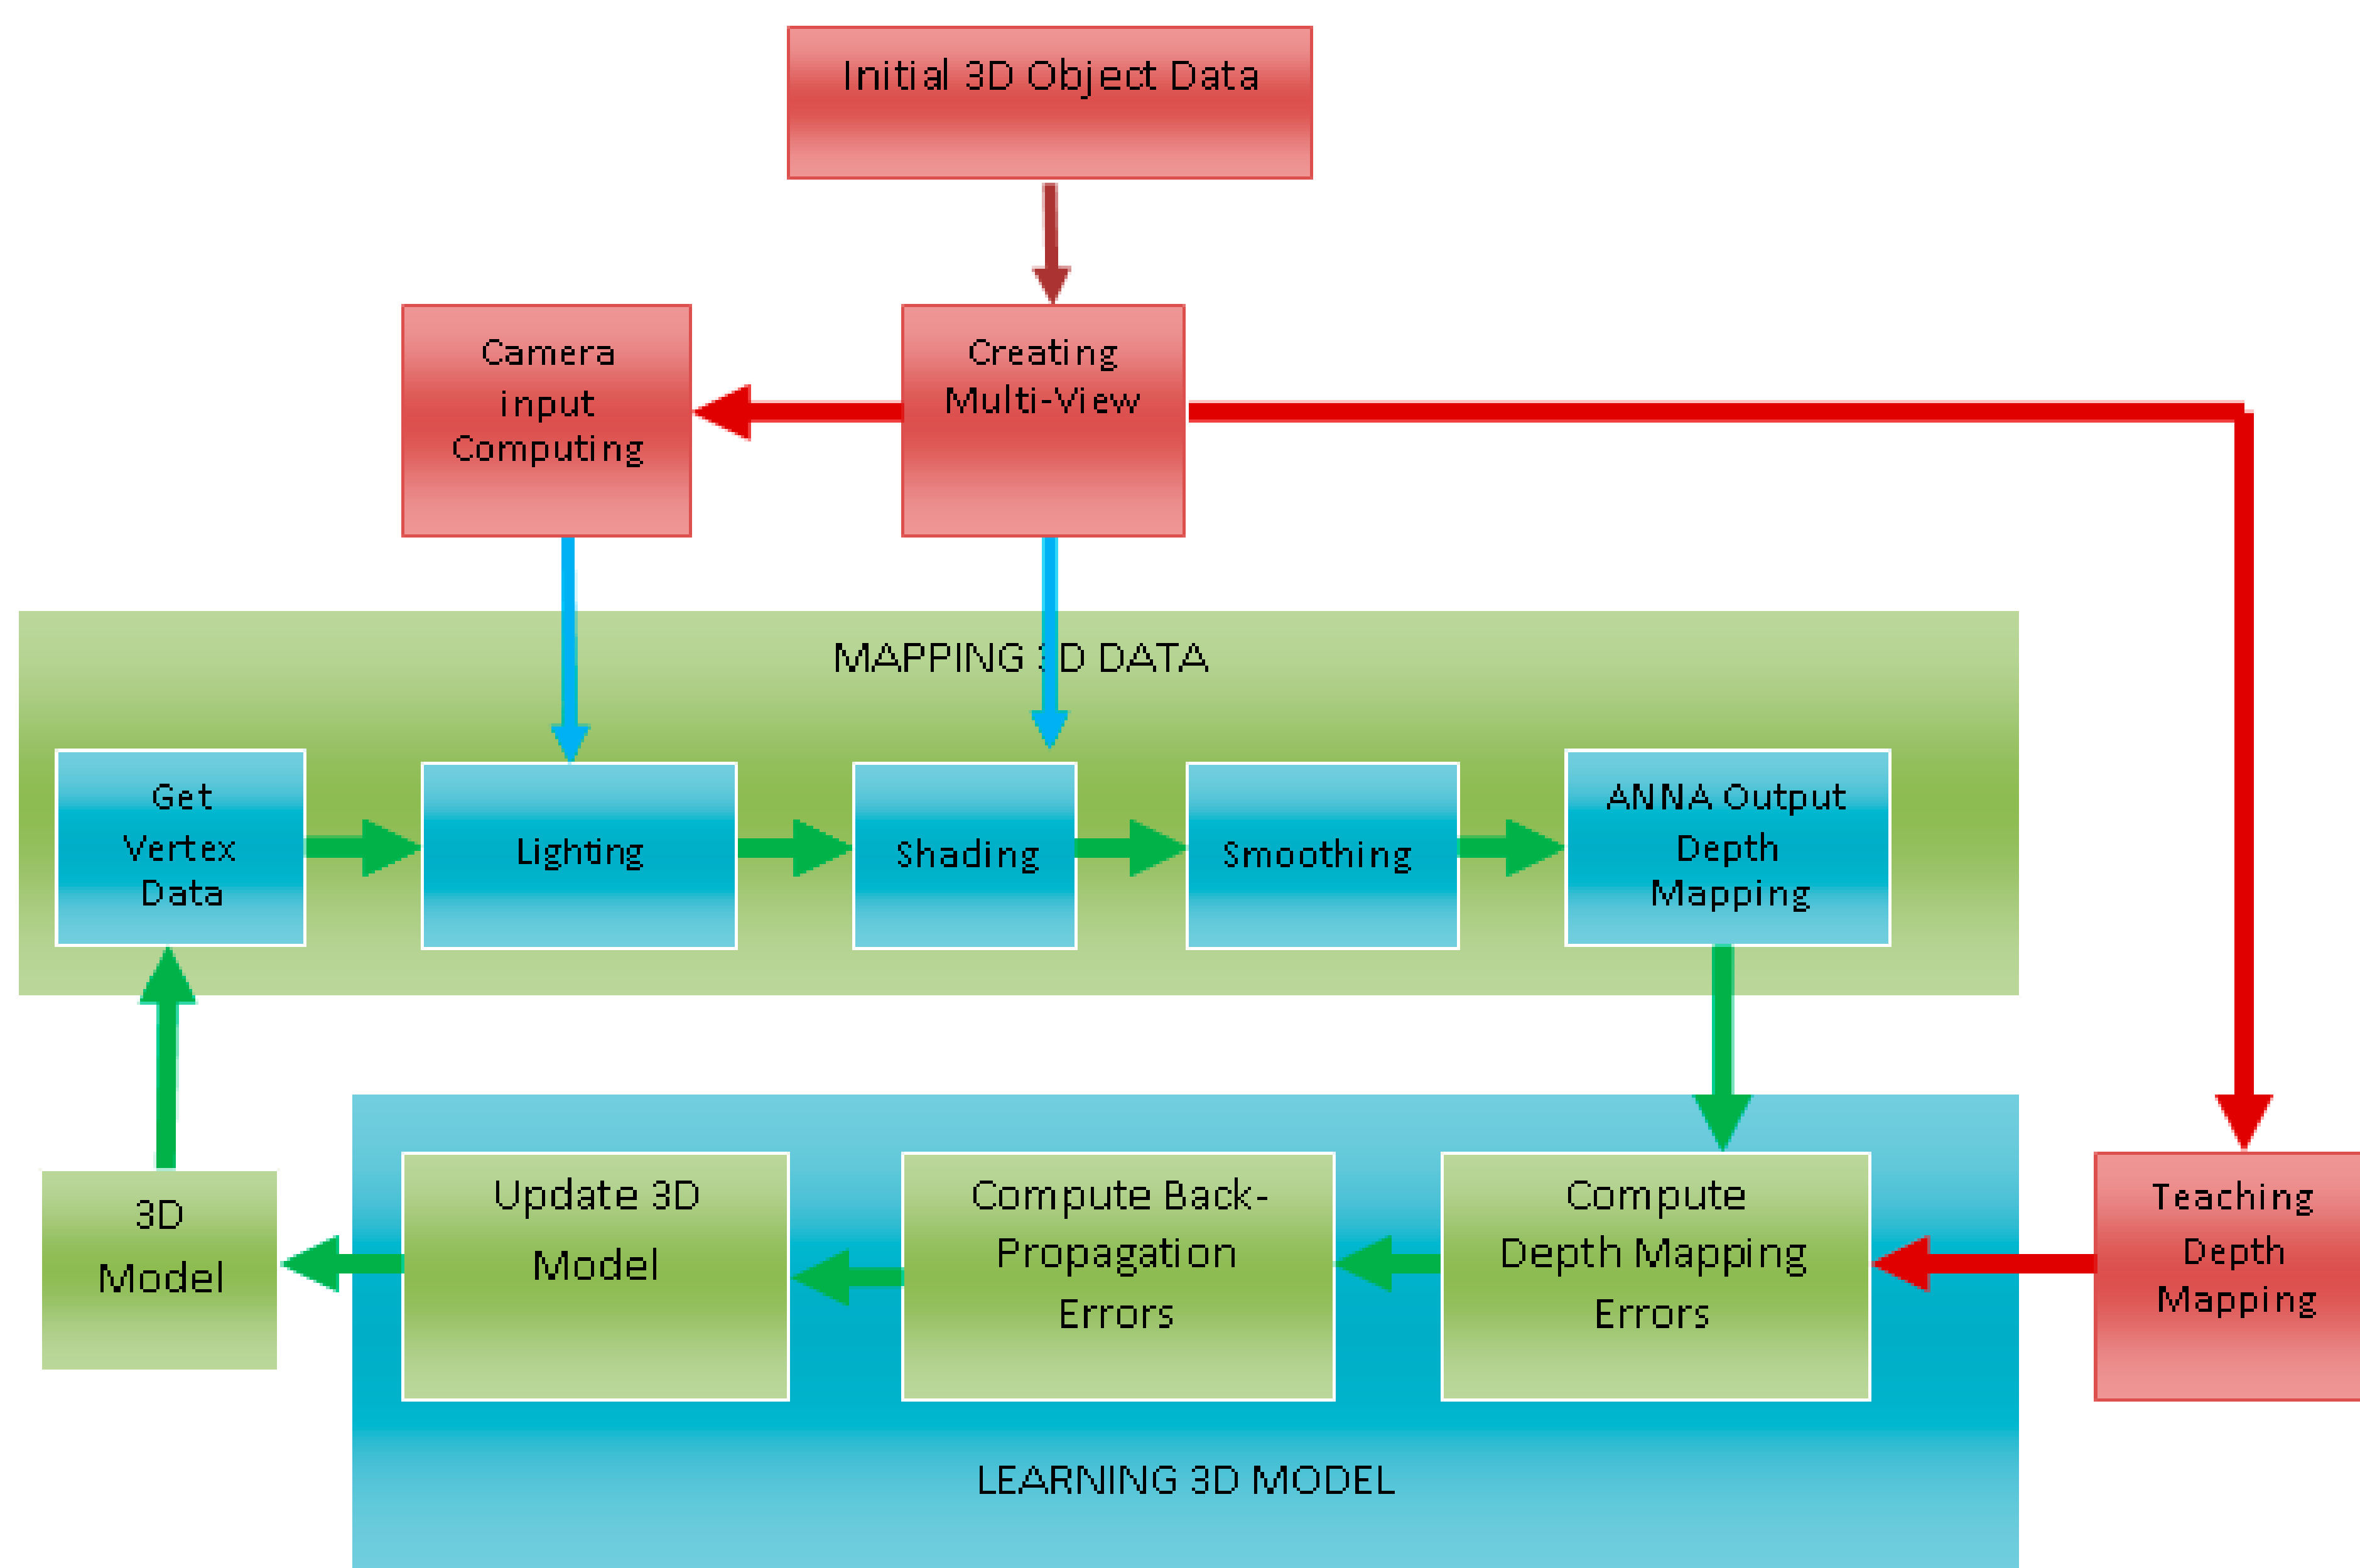 Initial 3D Object Data
Camera
input
Computing
Creating
Multi-View
MAPPING 3D DATA
Get
Vertex
Data
Lighting
Shading
Smoothing
ANNA Output
Depth
Mapping
3D
Model
Update 3D
Model
Compute Back-
Propagation
Errors
Compute
Depth Mapping
Errors
Teaching
Depth
Mapping
LEARNING 3D MODEL